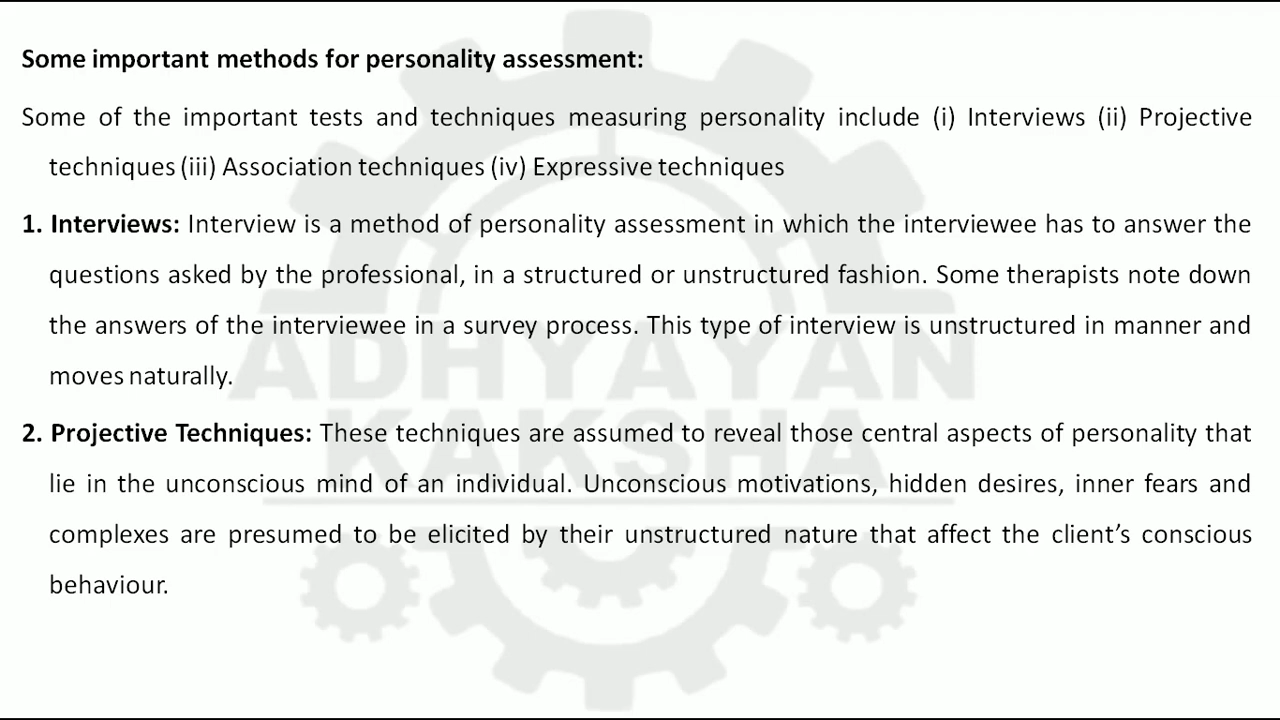 Some important methods for personality assessment:
Some of the important tests and techniques measuring personality include (i) Interviews (ii) Projective
techniques (iii) Association techniques (iv) Expressive techniques
1. Interviews: Interview is a method of personality assessment in which the interviewee has to answer the
questions asked by the professional, in a structured or unstructured fashion. Some therapists note down
the answers of the interviewee in a survey process. This type of interview is unstructured in manner and
moves naturally.
2. Projective Techniques: These techniques are assumed to reveal those central aspects of personality that
lie in the unconscious mind of an individual. Unconscious motivations, hidden desires, inner fears and
complexes are presumed to be elicited by their unstructured nature that affect the client’s conscious
behaviour.
ADHYAYAN
KAKSHA